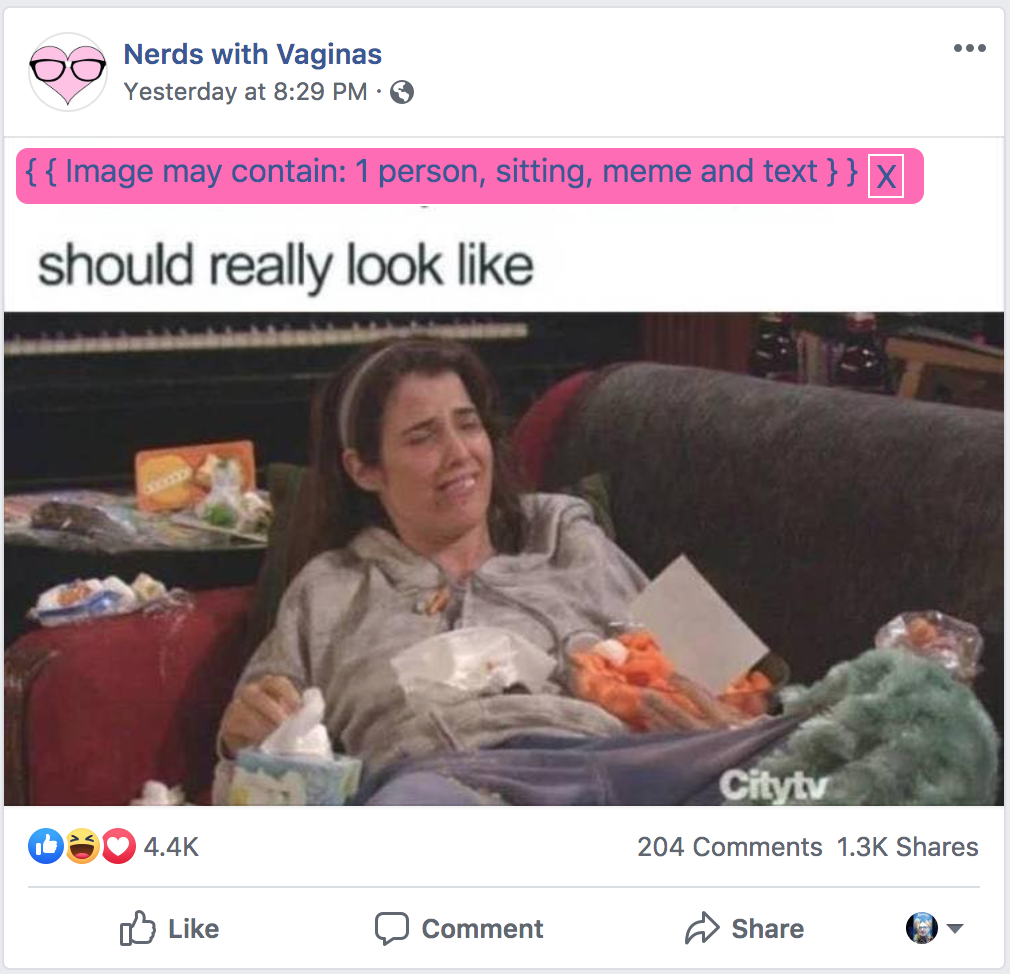 Nerds with Vaginas
Yesterday at 8:29 PM ·
{ { Image may contain: 1 person, sitting, meme and text } } X
should really look like
Citytv
4.4K
204 Comments 1.3K Shares
Like Comment Share